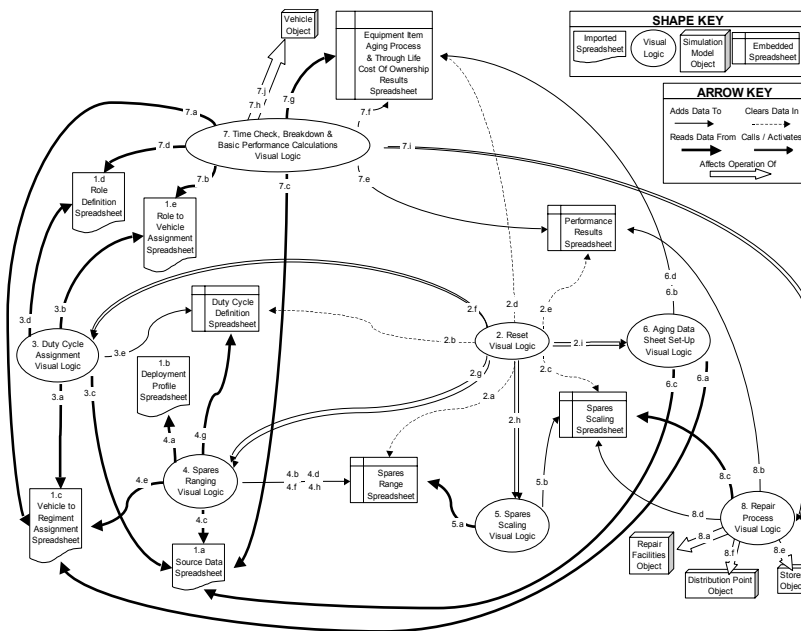 Vehicle
Object
Equipment Item
Aging Process
& Through Life
Cost Of Ownership
Results
Spreadsheet
SHAPE KEY
Imported
Spreadsheet
Visual
Logic
Simulation
Model
Object
Embedded
Spreadsheet
ARROW KEY
Adds Data To
Clears Data In
Reads Data From
Calls / Activates
Affects Operation Of
7.j
7.h
7.g
7.f
7.a
7.d
7. Time Check, Breakdown &
Basic Performance Calculations
Visual Logic
7.i
7.b
7.c
7.e
1.d
Role
Definition
Spreadsheet
1.e
Role to
Vehicle
Assignment
Spreadsheet
Performance
Results
Spreadsheet
6.d
6.b
3.b
3.d
Duty Cycle
Definition
Spreadsheet
2.f
2.d
2.e
3. Duty Cycle
Assignment
Visual Logic
3.e
2.b
2. Reset
Visual Logic
2.i
6. Aging Data
Sheet Set-Up
Visual Logic
1.b
Deployment
Profile
Spreadsheet
3.a
3.c
2.g
2.c
2.a
6.c
6.a
2.h
Spares
Scaling
Spreadsheet
4.a
4.g
4.e
4. Spares
Ranging
Visual Logic
4.b
4.d
4.f
4.h
Spares
Range
Spreadsheet
5.b
8.c
8.b
1.c
Vehicle to
Regiment
Assignment
Spreadsheet
4.c
5.a
5. Spares
Scaling
Visual Logic
8.d
8. Repair
Process
Visual Logic
1.a
Source Data
Spreadsheet
8.a
8.f
8.e
Repair
Facilities
Object
Distribution Point
Object
Stores
Object